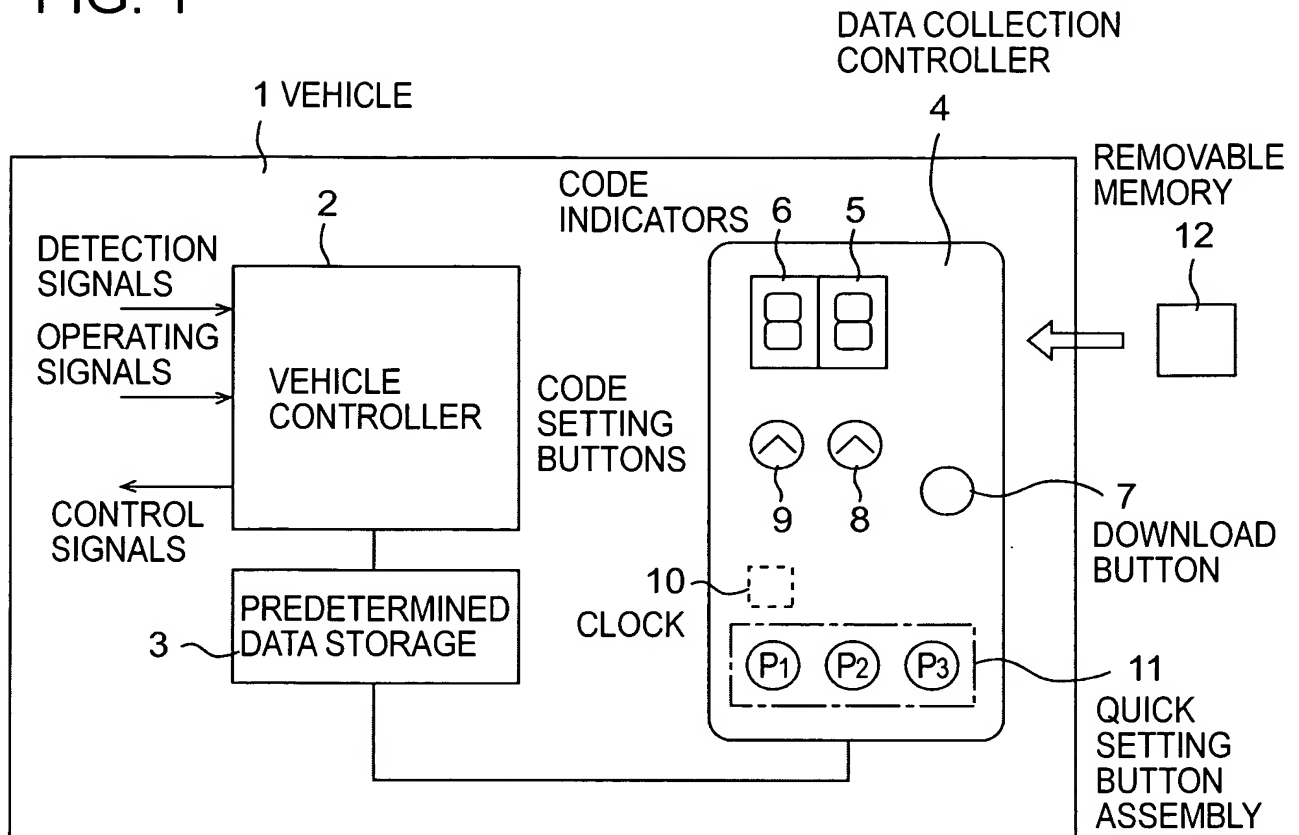 FIG. 1
DATA COLLECTION
CONTROLLER
4
1 VEHICLE
REMOVABLE
MEMORY
12
CODE
INDICATORS
6 5
2
DETECTION
SIGNALS
OPERATING
SIGNALS
VEHICLE
CONTROLLER
CODE
SETTING
BUTTONS
9 8
7
DOWNLOAD
BUTTON
CONTROL
SIGNALS
10
CLOCK
PREDETERMINED
DATA STORAGE
3
P1 P2 P3
11
QUICK
SETTING
BUTTON
ASSEMBLY